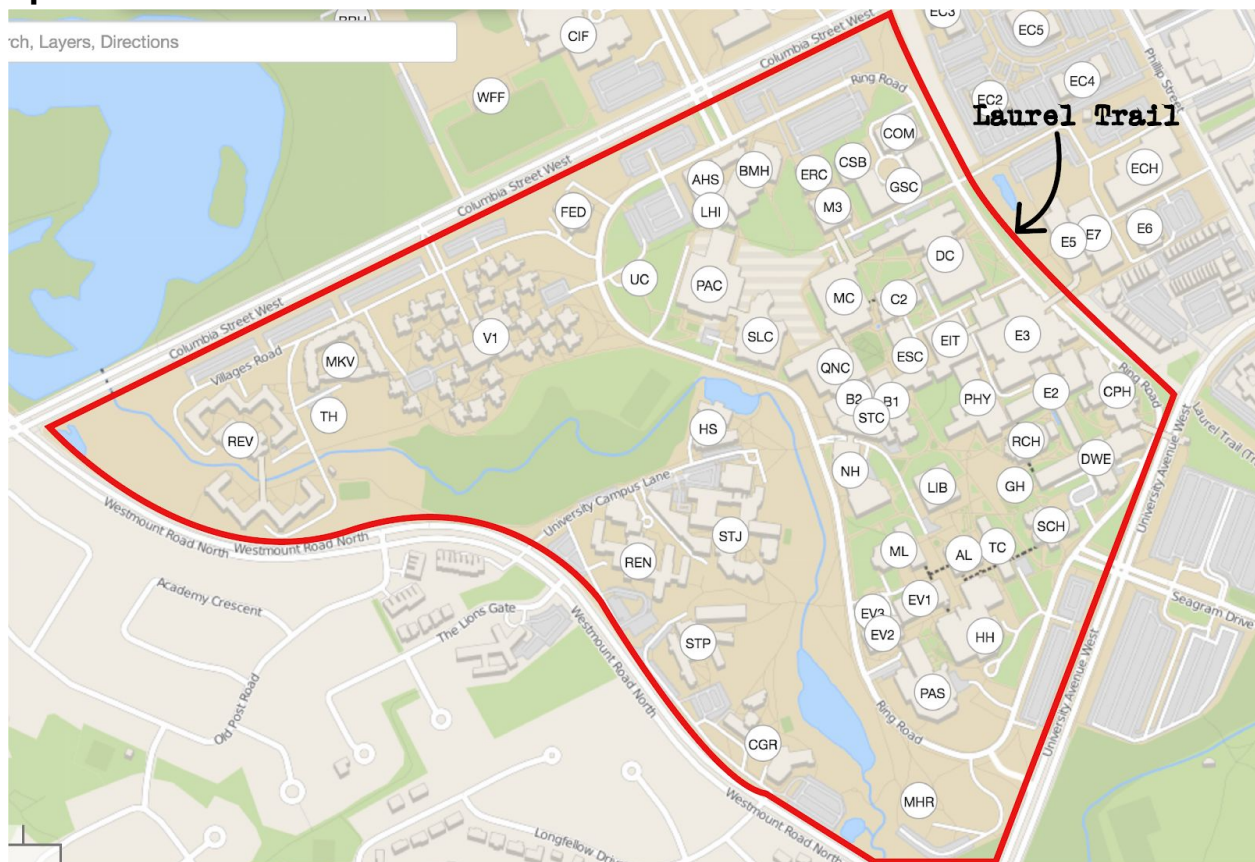 rch, Layers, Directions
CIF
EC3
EC5
WFF
Columbia Street West
Ring Road
EC4
Phillip Street
EC2
Laurel Trail
COM
AHS
BMH
ERC
CSB
ECH
Columbia Street West
FED
LHI
M3
GSC
E5
E7
E6
UC
PAC
DC
MC
C2
Columbia Street West
V1
SLC
EIT
E3
Villages Road
MKV
ESC
QNC
Ring Road
TH
B2
B1
PHY
E2
CPH
STC
REV
HS
RCH
DWE
University Avenue West
NH
LIB
GH
University Campus Lane
SCH
Westmount Road North
Westmount Road North
STJ
ML
AL
TC
REN
Academy Crescent
EV1
EV3
Seagram Drive
The Lions Gate
EV2
HH
STP
Westmount Road North
University Avenue West
PAS
Old Post Road
Ring Road
CGR
MHR
Westmount Road North
Longfellow Driv